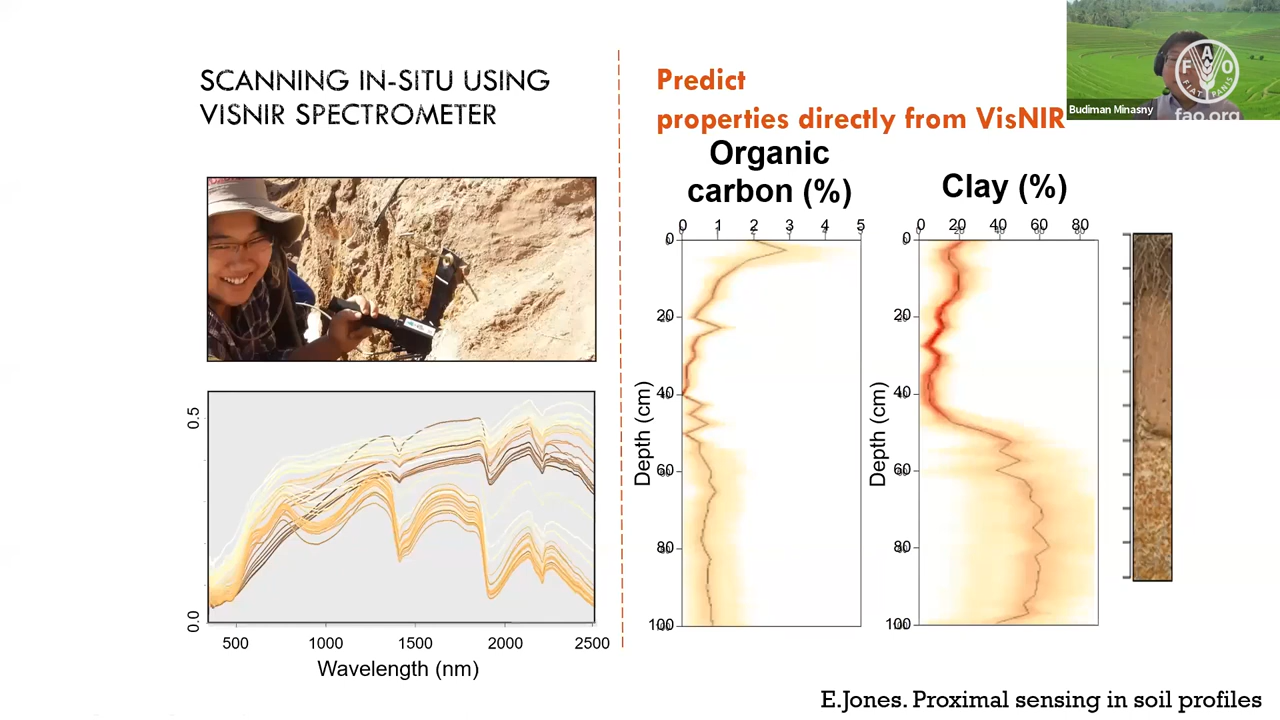 SCANNING IN-SITU USING
VISNIR SPECTROMETER
0.5
0.0
500 1000 1500 2000 2500
Wavelength (nm)
Predict
properties directly from VisNIR
Organic
carbon (%)
0 1 2 3 4 5
0
20
40
60
80
100
Depth (cm)
Clay (%)
0 20 40 60 80
0
20
40
60
80
100
Depth (cm)
Budiman Minasny
F A O
FIAT PANIS
fao.org
E.Jones. Proximal sensing in soil profiles